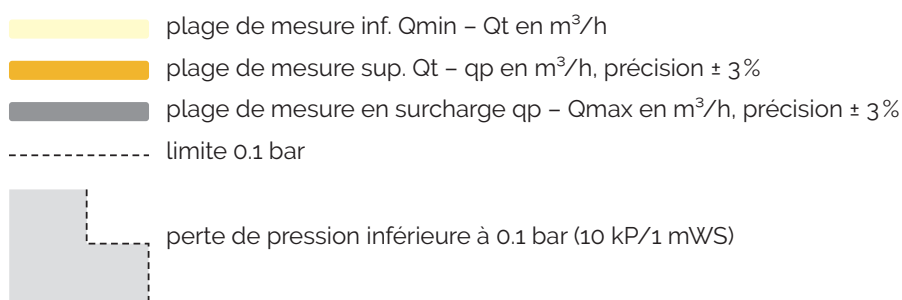 plage de mesure inf. Qmin – Qt en m³/h
plage de mesure sup. Qt – qp en m³/h, précision ± 3%
plage de mesure en surcharge qp – Qmax en m³/h, précision ± 3%
limite 0.1 bar
perte de pression inférieure à 0.1 bar (10 kP/1 mWS)